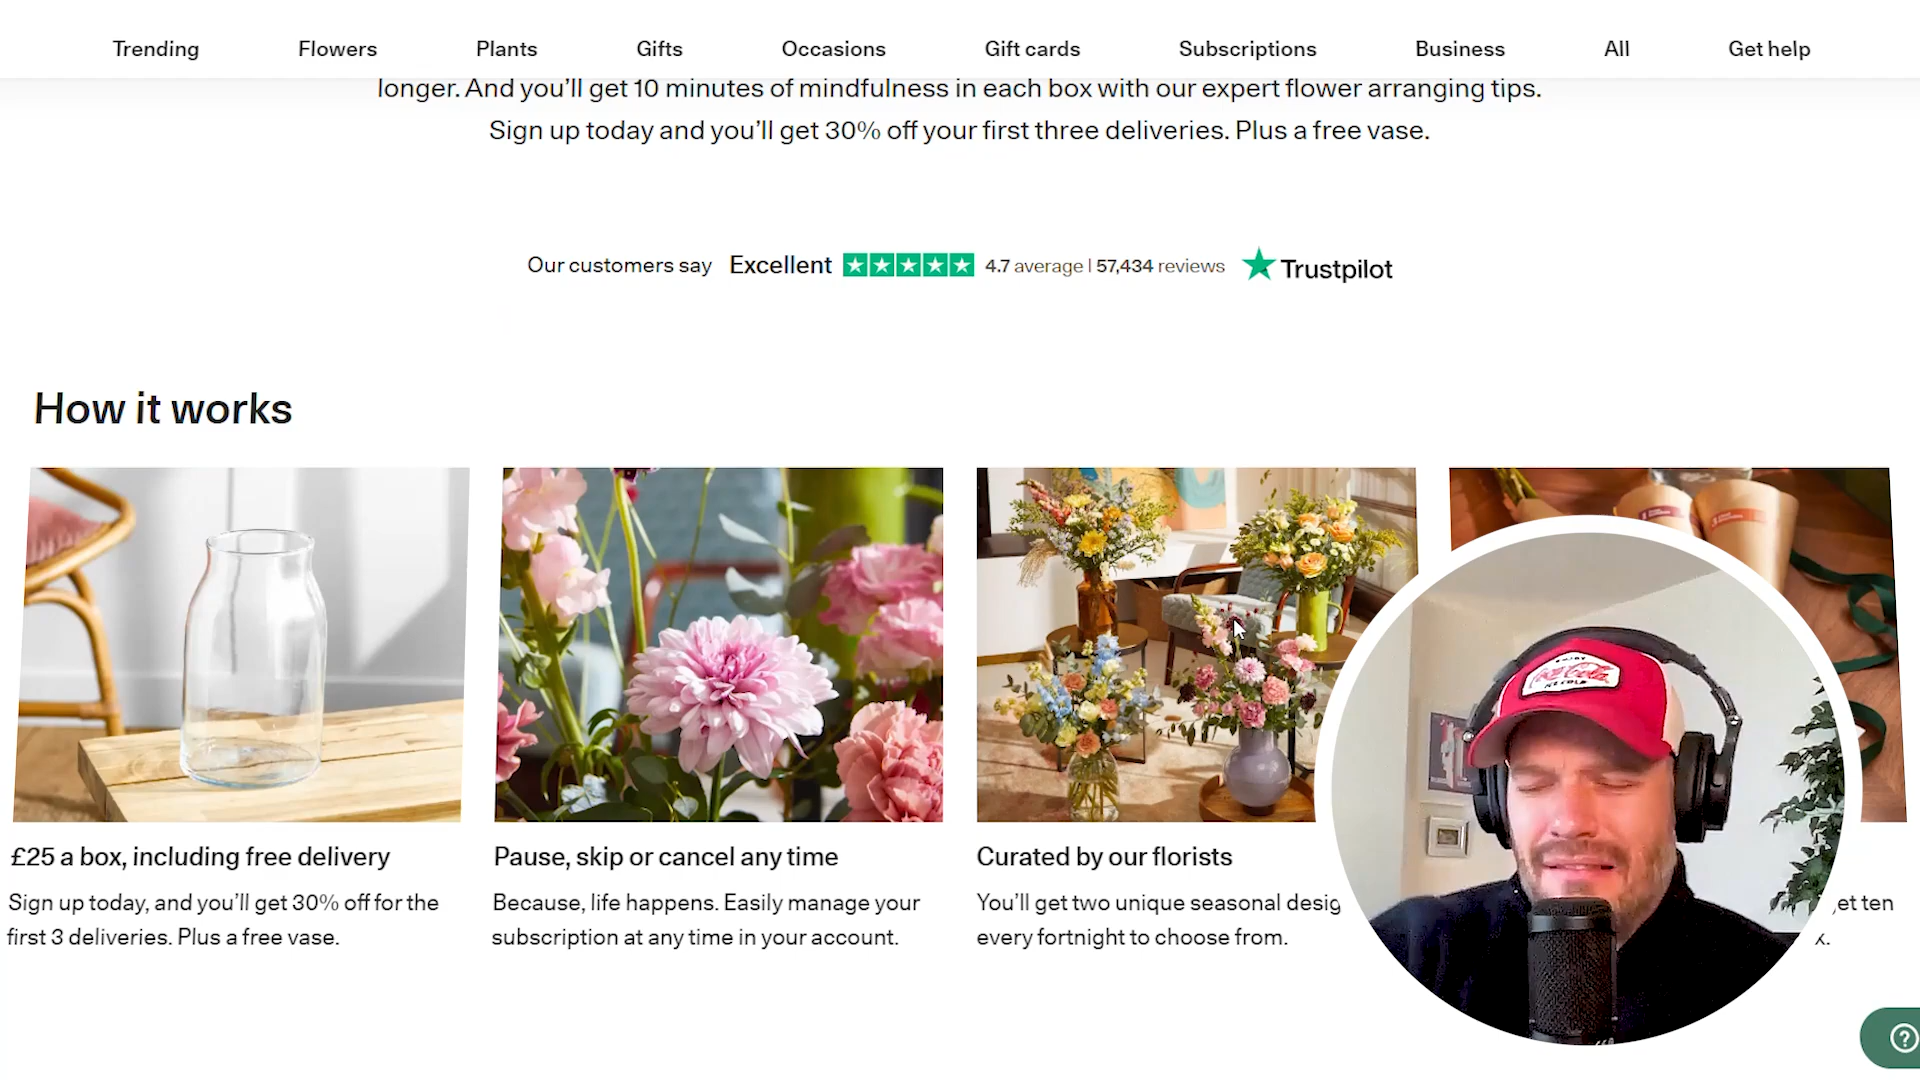 Trending Flowers Plants Gifts Occasions Gift cards Subscriptions Business All Get help
longer. And you'll get 10 minutes of mindfulness in each box with our expert flower arranging tips.
Sign up today and you'll get 30% off your first three deliveries. Plus a free vase.
Our customers say Excellent 4.7 average | 57,434 reviews Trustpilot
How it works
£25 a box, including free delivery
Sign up today, and you'll get 30% off for the
first 3 deliveries. Plus a free vase.
Pause, skip or cancel any time
Because, life happens. Easily manage your
subscription at any time in your account.
Curated by our florists
You'll get two unique seasonal desig
every fortnight to choose from.
et ten
x.
ENJOY
Coca-Cola
ICE COLD